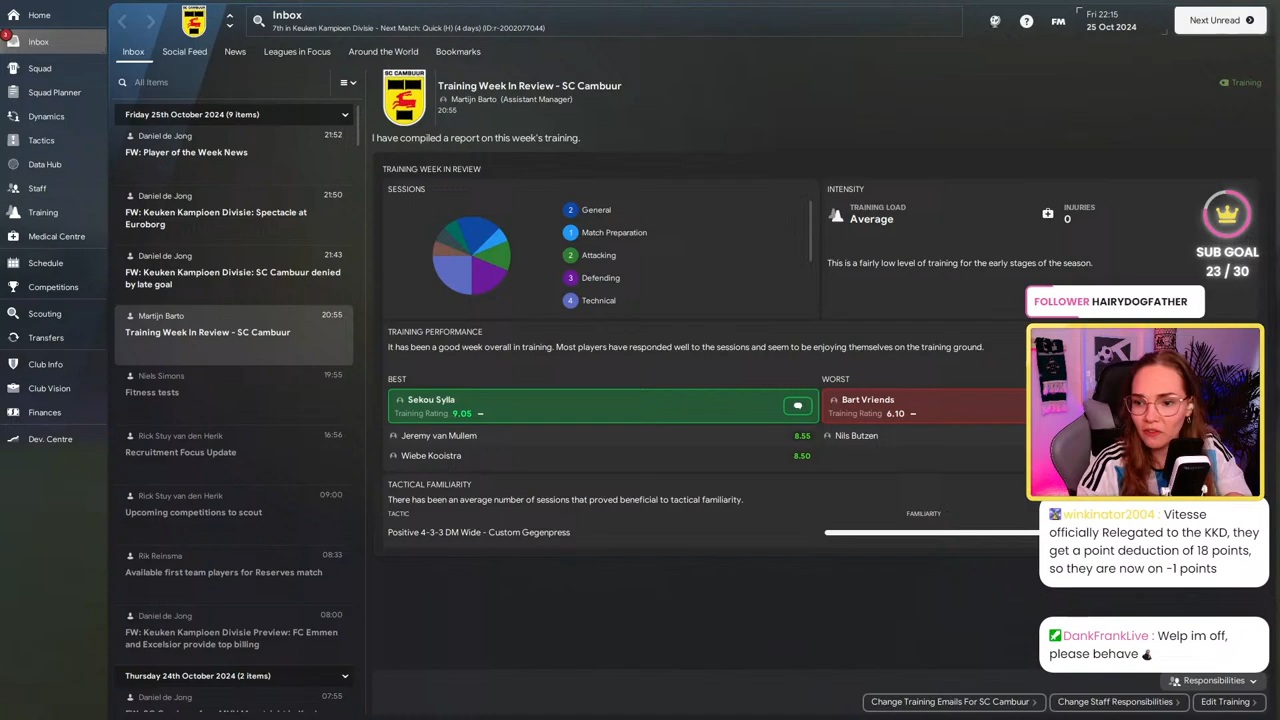 Home
3
Inbox
Squad
Squad Planner
Dynamics
Tactics
Data Hub
Staff
Training
Medical Centre
Schedule
Competitions
Scouting
Transfers
Club Info
Club Vision
Finances
Dev. Centre
SC CAMBUUR
Inbox
7th in Keuken Kampioen Divisie - Next Match: Quick (H) (4 days) (ID:r-2002077044)
?
FM
Fri 22:15
25 Oct 2024
Next Unread
Inbox
Social Feed
News
Leagues in Focus
Around the World
Bookmarks
All Items
Friday 25th October 2024 (9 items)
Daniel de Jong
21:52
FW: Player of the Week News
Daniel de Jong
21:50
FW: Keuken Kampioen Divisie: Spectacle at
Euroborg
Daniel de Jong
21:43
FW: Keuken Kampioen Divisie: SC Cambuur denied
by late goal
Martijn Barto
20:55
Training Week In Review - SC Cambuur
Niels Simons
19:55
Fitness tests
Rick Stuy van den Herik
16:56
Recruitment Focus Update
Rick Stuy van den Herik
09:00
Upcoming competitions to scout
Rik Reinsma
08:33
Available first team players for Reserves match
Daniel de Jong
08:00
FW: Keuken Kampioen Divisie Preview: FC Emmen
and Excelsior provide top billing
Thursday 24th October 2024 (2 items)
Daniel de Jong
07:55
SC CAMBUUR
Training Week In Review - SC Cambuur
Martijn Barto (Assistant Manager)
20:55
Training
I have compiled a report on this week's training.
TRAINING WEEK IN REVIEW
SESSIONS
2 General
1 Match Preparation
2 Attacking
3 Defending
4 Technical
INTENSITY
TRAINING LOAD
Average
INJURIES
0
This is a fairly low level of training for the early stages of the season.
TRAINING PERFORMANCE
It has been a good week overall in training. Most players have responded well to the sessions and seem to be enjoying themselves on the training ground.
BEST
Sekou Sylla
Training Rating 9.05 –
Jeremy van Mullem
8.55
Wiebe Kooistra
8.50
WORST
Bart Vriends
Training Rating 6.10 –
Nils Butzen
TACTICAL FAMILIARITY
There has been an average number of sessions that proved beneficial to tactical familiarity.
TACTIC
FAMILIARITY
Positive 4-3-3 DM Wide - Custom Gegenpress
SUB GOAL
23 / 30
FOLLOWER HAIRYDOGFATHER
winkinator2004 : Vitesse
officially Relegated to the KKD, they
get a point deduction of 18 points,
so they are now on -1 points
DankFrankLive : Welp im off,
please behave
Responsibilities
Change Training Emails For SC Cambuur
Change Staff Responsibilities
Edit Training